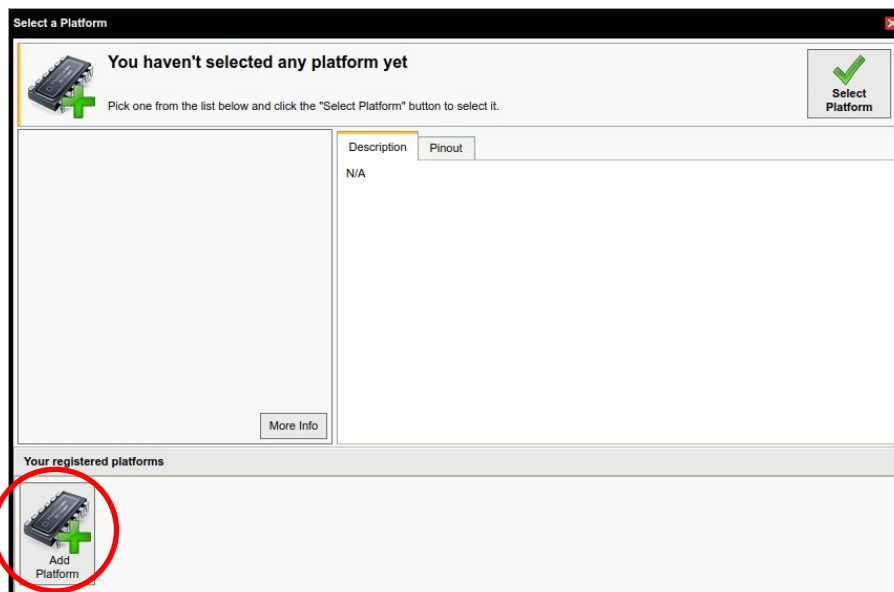 Select a Platform
You haven't selected any platform yet
Pick one from the list below and click the "Select Platform" button to select it.
Select
Platform
Description
Pinout
N/A
More Info
Your registered platforms
Add
Platform